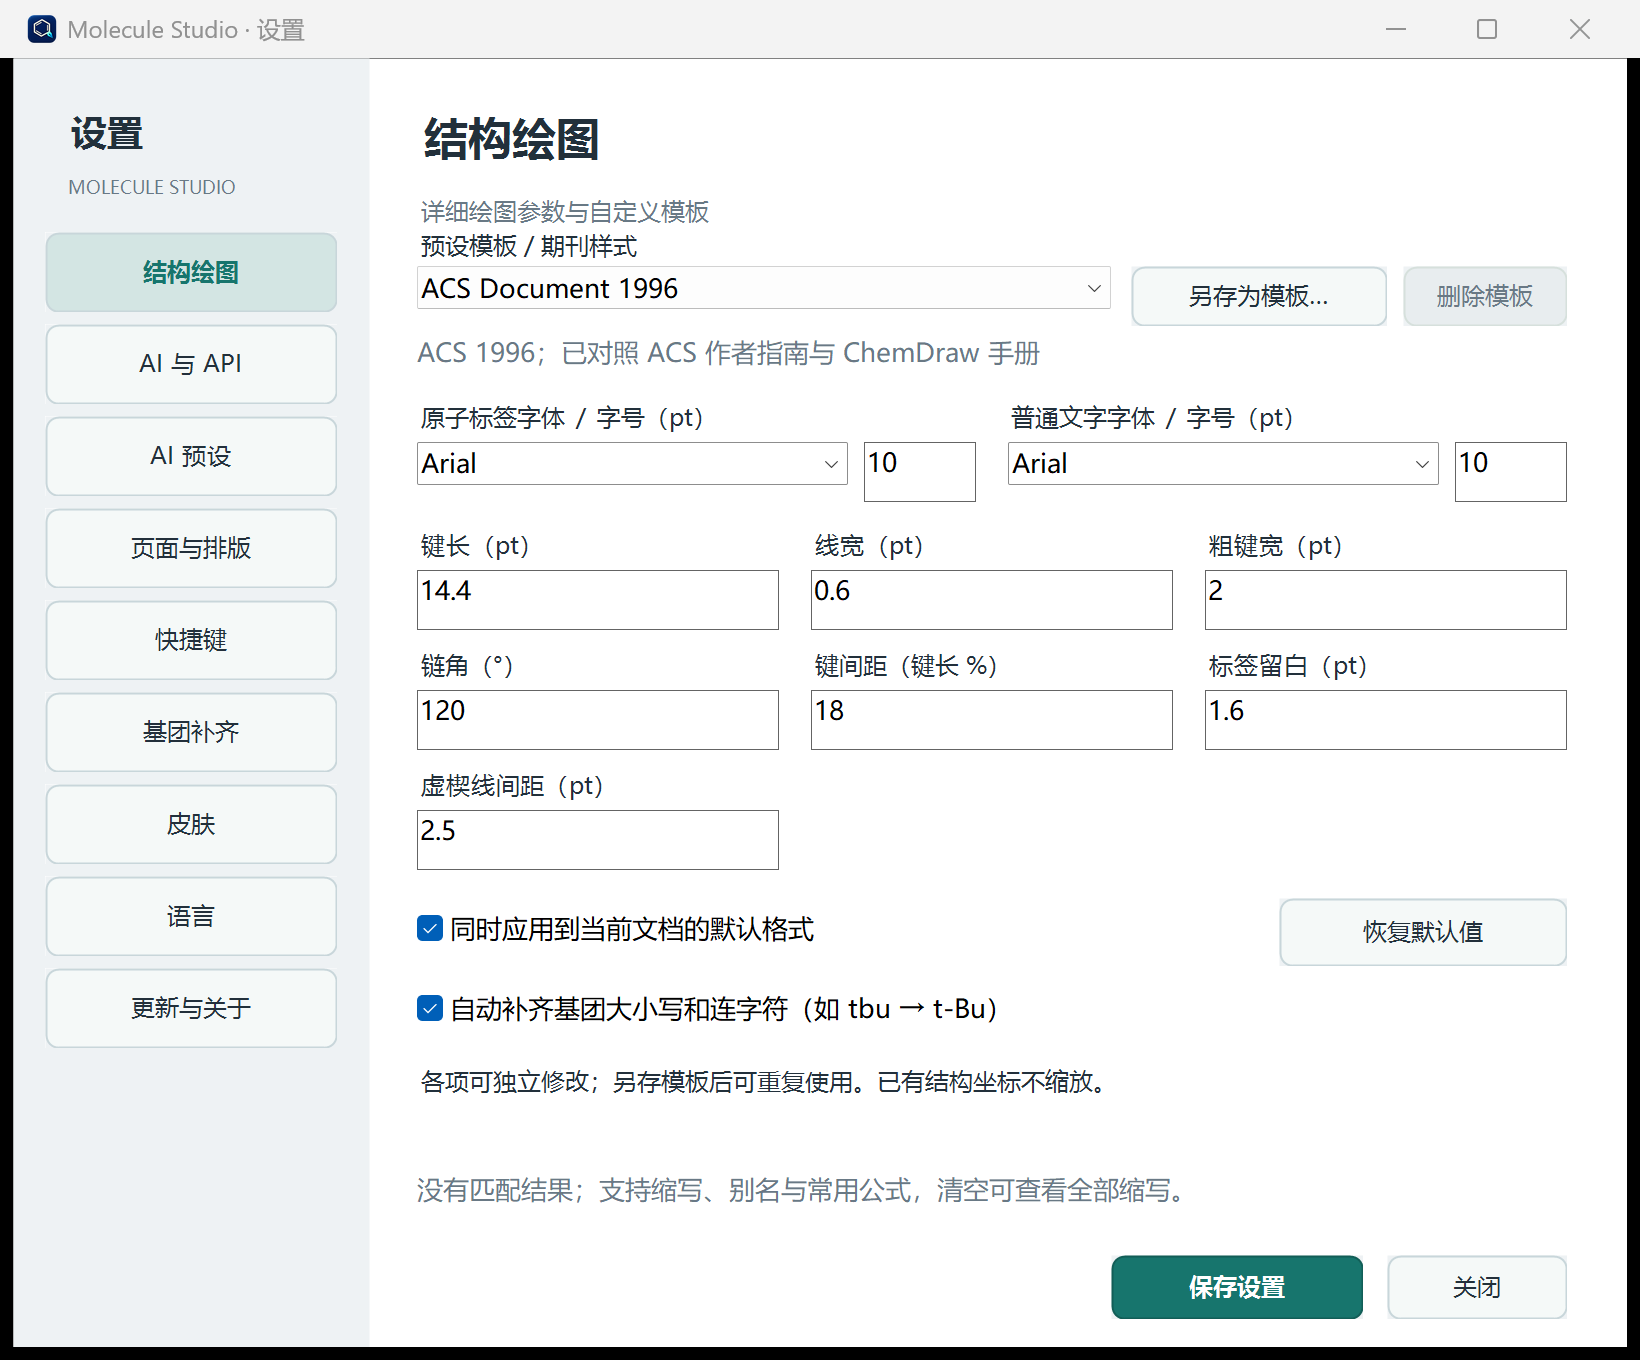 Molecule Studio · 设置
设置
MOLECULE STUDIO
结构绘图
AI 与 API
AI 预设
页面与排版
快捷键
基团补齐
皮肤
语言
更新与关于
结构绘图
详细绘图参数与自定义模板
预设模板 / 期刊样式
ACS Document 1996
另存为模板...
删除模板
ACS 1996；已对照 ACS 作者指南与 ChemDraw 手册
原子标签字体 / 字号（pt）
普通文字字体 / 字号（pt）
Arial
10
Arial
10
键长（pt）
线宽（pt）
粗键宽（pt）
14.4
0.6
2
链角（°）
键间距（键长 %）
标签留白（pt）
120
18
1.6
虚楔线间距（pt）
2.5
同时应用到当前文档的默认格式
恢复默认值
自动补齐基团大小写和连字符（如 tbu → t-Bu）
各项可独立修改；另存模板后可重复使用。已有结构坐标不缩放。
没有匹配结果；支持缩写、别名与常用公式，清空可查看全部缩写。
保存设置
关闭